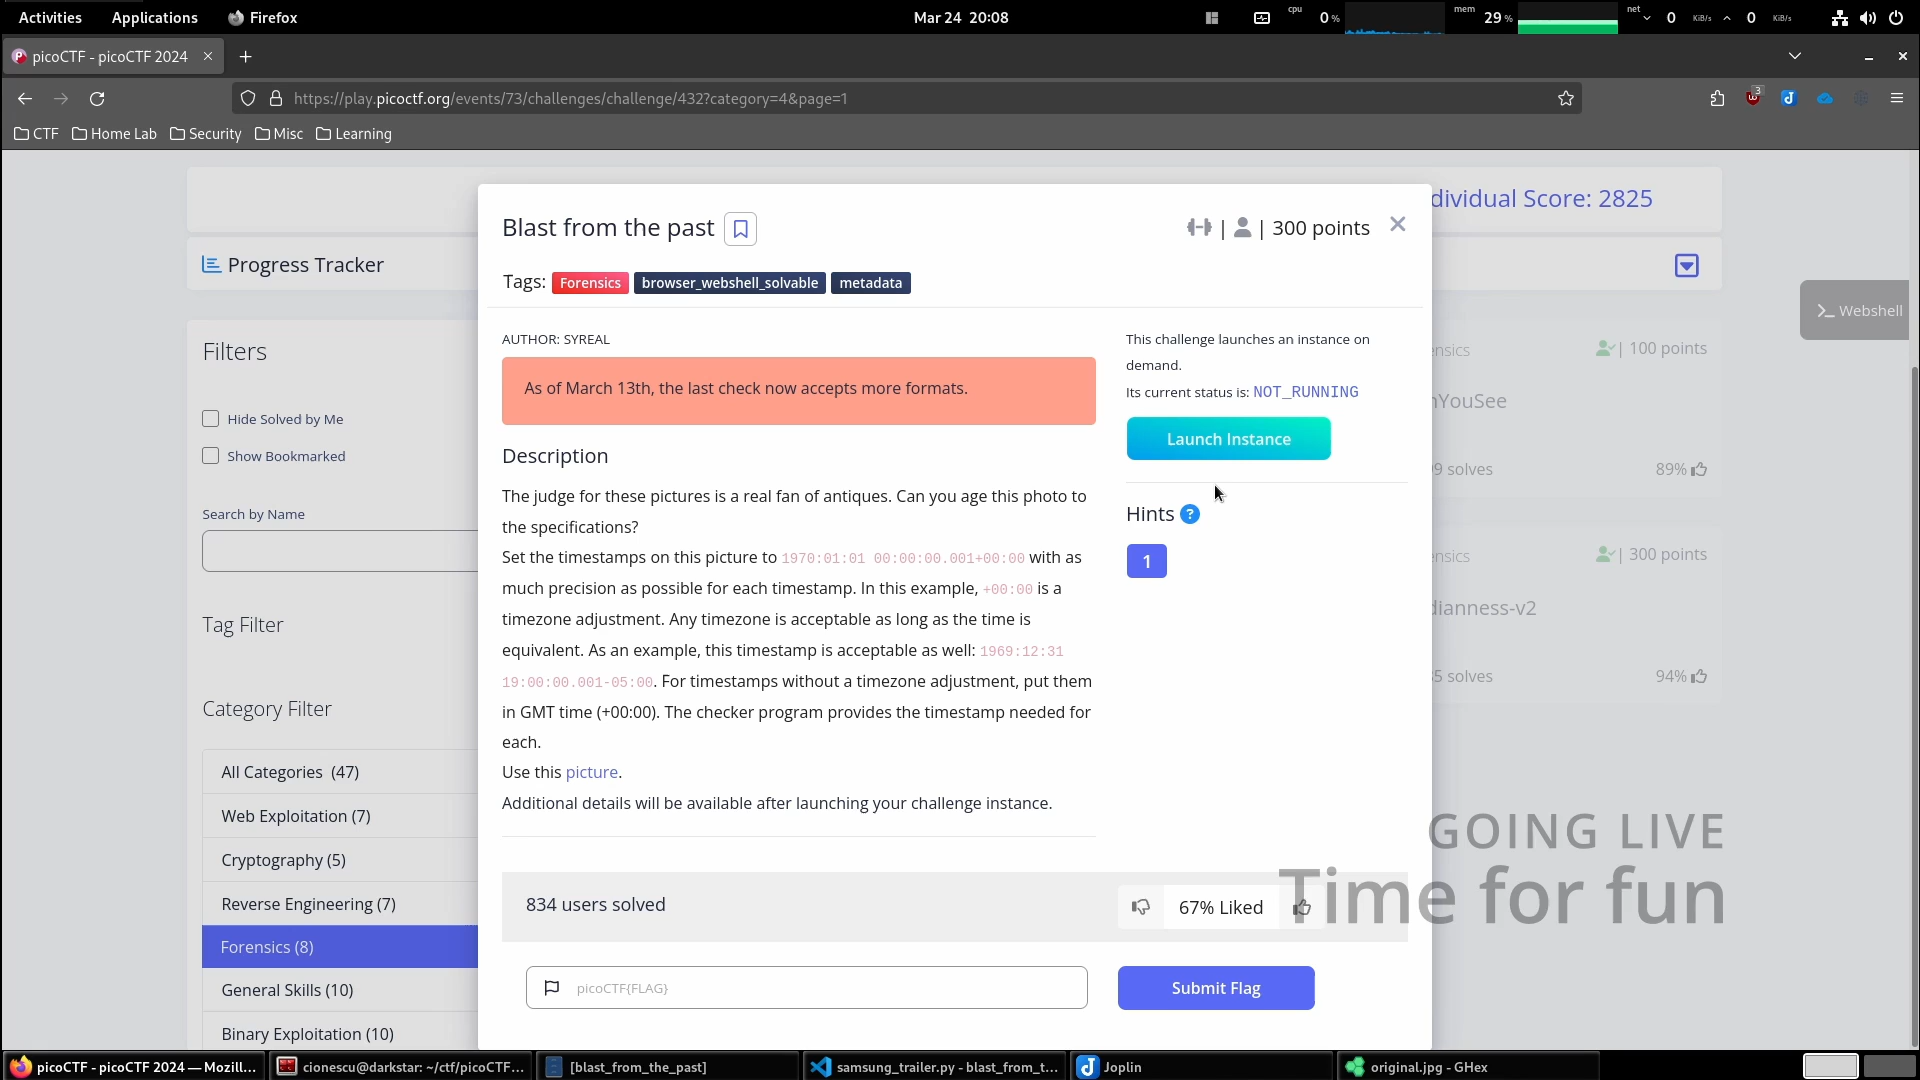 Activities Applications Firefox Mar 24 20:08 cpu 0 % mem 29 % net 0 KiB/s 0 KiB/s
picoCTF - picoCTF 2024
https://play.picoctf.org/events/73/challenges/challenge/432?category=4&page=1 3
CTF Home Lab Security Misc Learning
dividual Score: 2825
Progress Tracker
Webshell
Filters
Hide Solved by Me
Show Bookmarked
Search by Name
Tag Filter
Category Filter
All Categories (47)
Web Exploitation (7)
Cryptography (5)
Reverse Engineering (7)
Forensics (8)
General Skills (10)
Binary Exploitation (10)
Blast from the past | | 300 points
Tags: Forensics browser_webshell_solvable metadata
AUTHOR: SYREAL
As of March 13th, the last check now accepts more formats.
Description
The judge for these pictures is a real fan of antiques. Can you age this photo to
the specifications?
Set the timestamps on this picture to 1970:01:01 00:00:00.001+00:00 with as
much precision as possible for each timestamp. In this example, +00:00 is a
timezone adjustment. Any timezone is acceptable as long as the time is
equivalent. As an example, this timestamp is acceptable as well: 1969:12:31
19:00:00.001-05:00. For timestamps without a timezone adjustment, put them
in GMT time (+00:00). The checker program provides the timestamp needed for
each.
Use this picture.
Additional details will be available after launching your challenge instance.
This challenge launches an instance on
demand.
Its current status is: NOT_RUNNING
Launch Instance
Hints ?
1
834 users solved 67% Liked
picoCTF{FLAG} Submit Flag
ensics | 100 points
nYouSee
9 solves 89%
ensics | 300 points
dianness-v2
35 solves 94%
GOING LIVE
Time for fun
picoCTF - picoCTF 2024 — Mozill... cionescu@darkstar: ~/ctf/picoCTF... [blast_from_the_past] samsung_trailer.py - blast_from_t... Joplin original.jpg - GHex